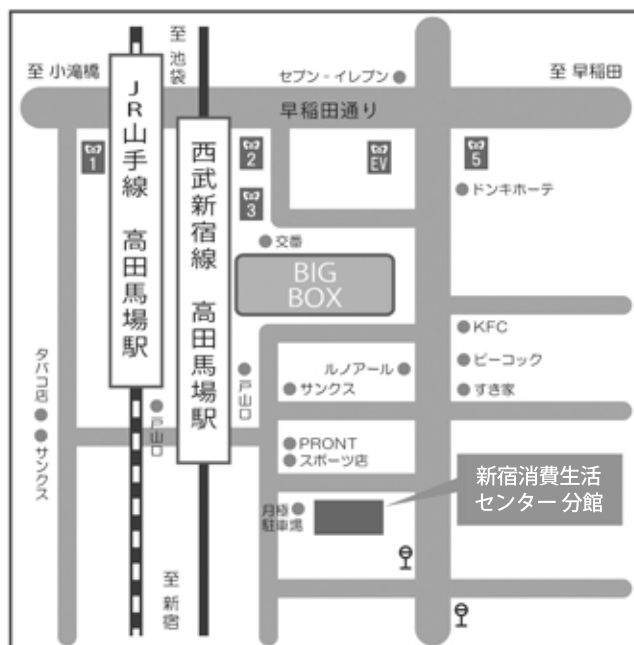 至 池袋
至 小滝橋
セブン-イレブン
至 早稲田
早稲田通り
JR山手線 高田馬場駅
西武新宿線 高田馬場駅
1
2
3
EV
5
ドンキホーテ
交番
BIG
BOX
KFC
ルノアール
ピーコック
サンクス
すき家
タバコ店
サンクス
戸山口
戸山口
PRONT
スポーツ店
新宿消費生活
センター 分館
月極
駐車場
至 新宿